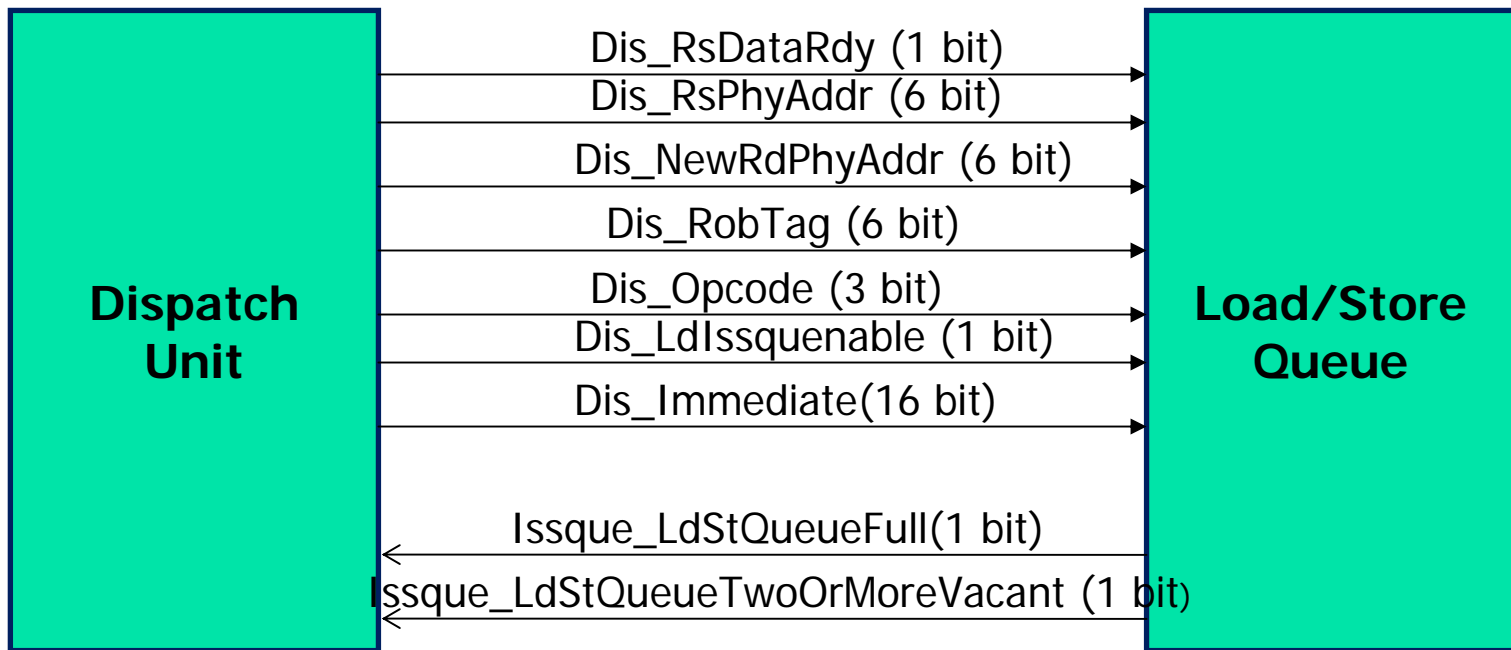 Dis_RsDataRdy (1 bit)
Dis_RsPhyAddr (6 bit)
Dis_NewRdPhyAddr (6 bit)
Dis_RobTag (6 bit)
Dis_Opcode (3 bit)
Dis_LdIssquenable (1 bit)
Dis_Immediate(16 bit)
Dispatch
Unit
Load/Store
Queue
Issque_LdStQueueFull(1 bit)
Issque_LdStQueueTwoOrMoreVacant (1 bit)